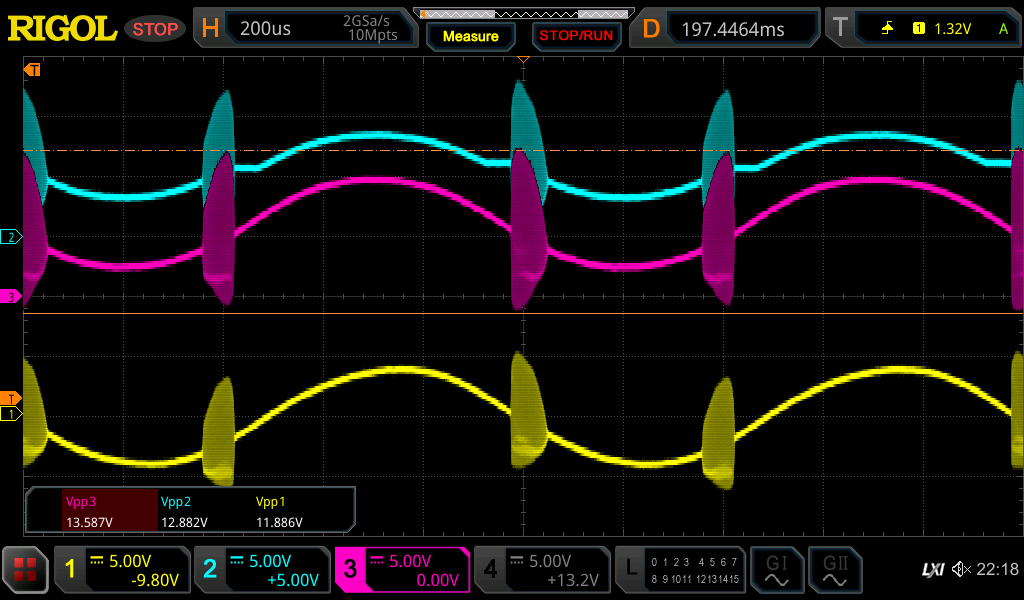 RIGOL STOP H 200us 2GSa/s 10Mpts Measure STOP/RUN D 197.4464ms T 1 1.32V A
T
2
3
T
1
Vpp3 Vpp2 Vpp1
13.587V 12.882V 11.886V
1 5.00V -9.80V 2 5.00V +5.00V 3 5.00V 0.00V 4 5.00V +13.2V L 0 1 2 3 4 5 6 7 8 9 10 11 12 13 14 15 GI GII LXI 22:18